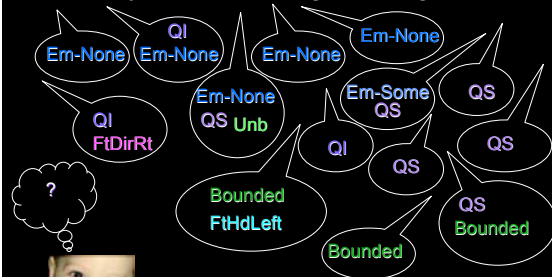 Em-None
QI
Em-None
Em-None
Em-None
QI
FtDirRt
Em-None
QS Unb
Em-Some
QS
QS
QI
QS
QS
?
Bounded
FtHdLeft
Bounded
QS
Bounded